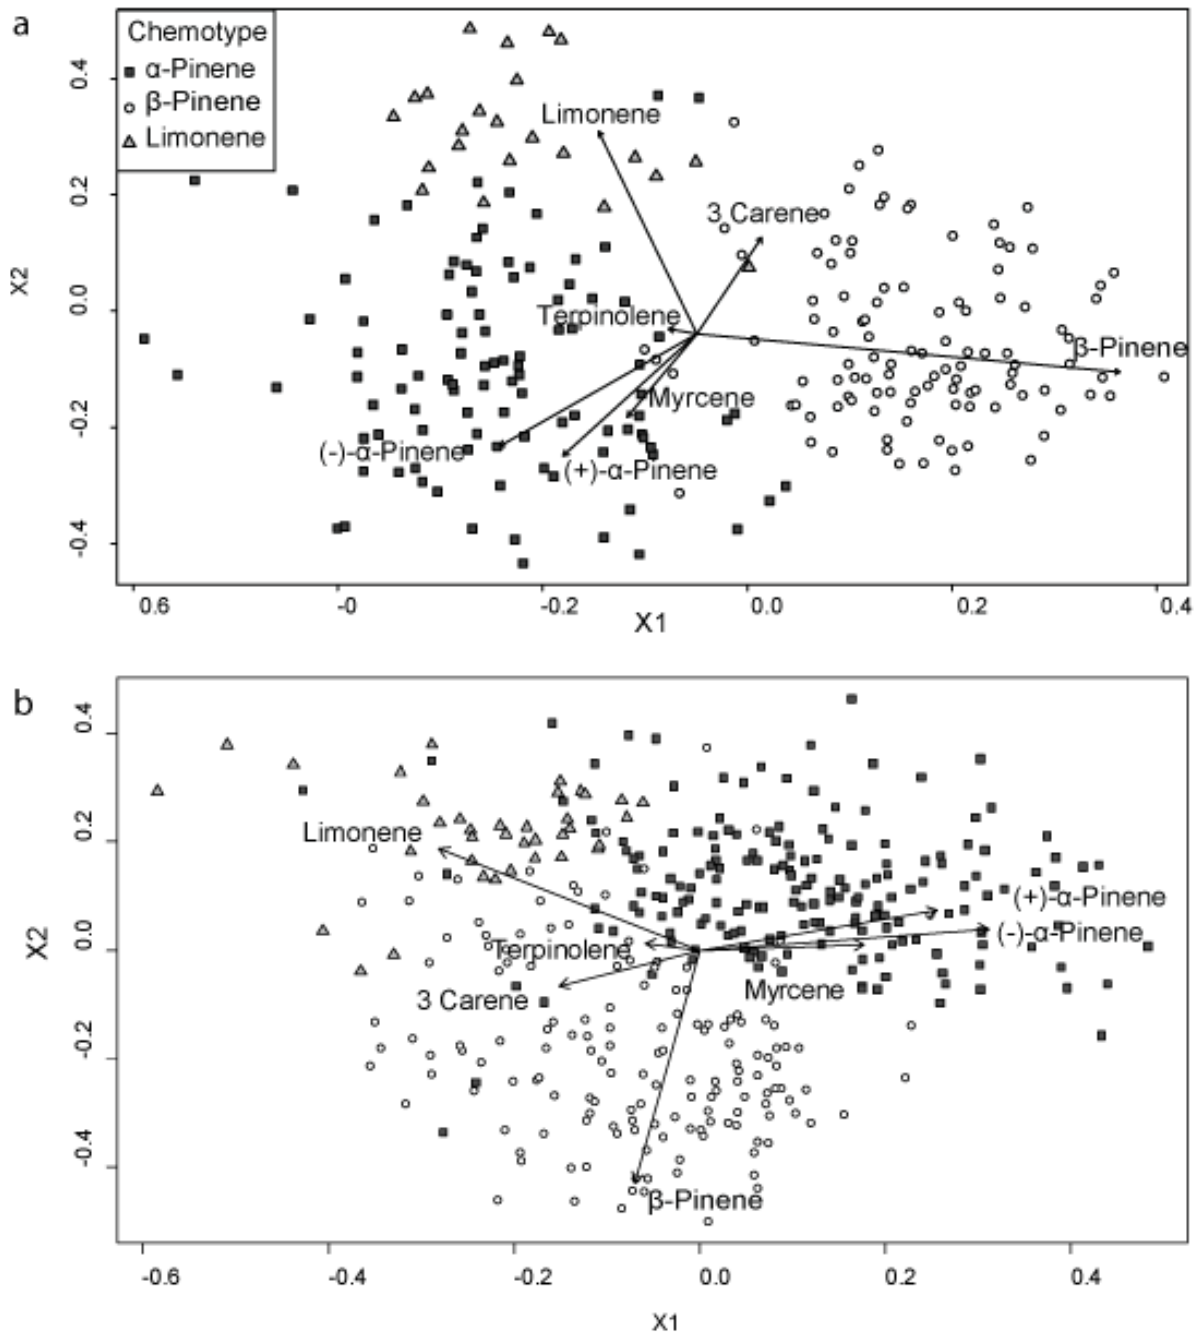 a
Chemotype
α-Pinene
β-Pinene
Limonene
Limonene
3 Carene
Terpinolene
β-Pinene
Myrcene
(-)-α-Pinene
(+)-α-Pinene
X2
0.4
0.2
0.0
-0.2
-0.4
0.6 -0 -0.2 0.0 0.2 0.4
X1
b
Limonene
(+)-α-Pinene
(-)-α-Pinene
Terpinolene
Myrcene
3 Carene
β-Pinene
X2
0.4
0.2
0.0
-0.2
-0.4
-0.6 -0.4 -0.2 0.0 0.2 0.4
X1